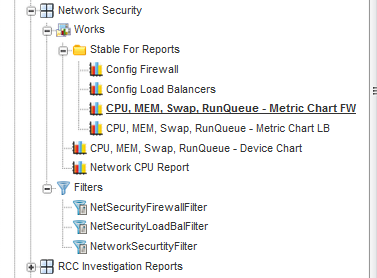 Network Security
Works
Stable For Reports
Config Firewall
Config Load Balancers
CPU, MEM, Swap, RunQueue - Metric Chart FW
CPU, MEM, Swap, RunQueue - Metric Chart LB
CPU, MEM, Swap, RunQueue - Device Chart
Network CPU Report
Filters
NetSecurityFirewallFilter
NetSecurityLoadBalFilter
NetworkSecurtityFilter
RCC Investigation Reports